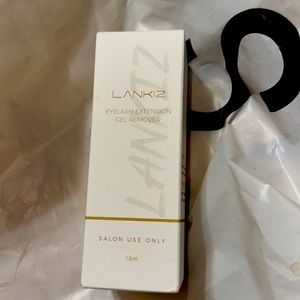 LANKIZ
EYELASH EXTENSION
GEL REMOVER
LANKIZ
SALON USE ONLY
15ml